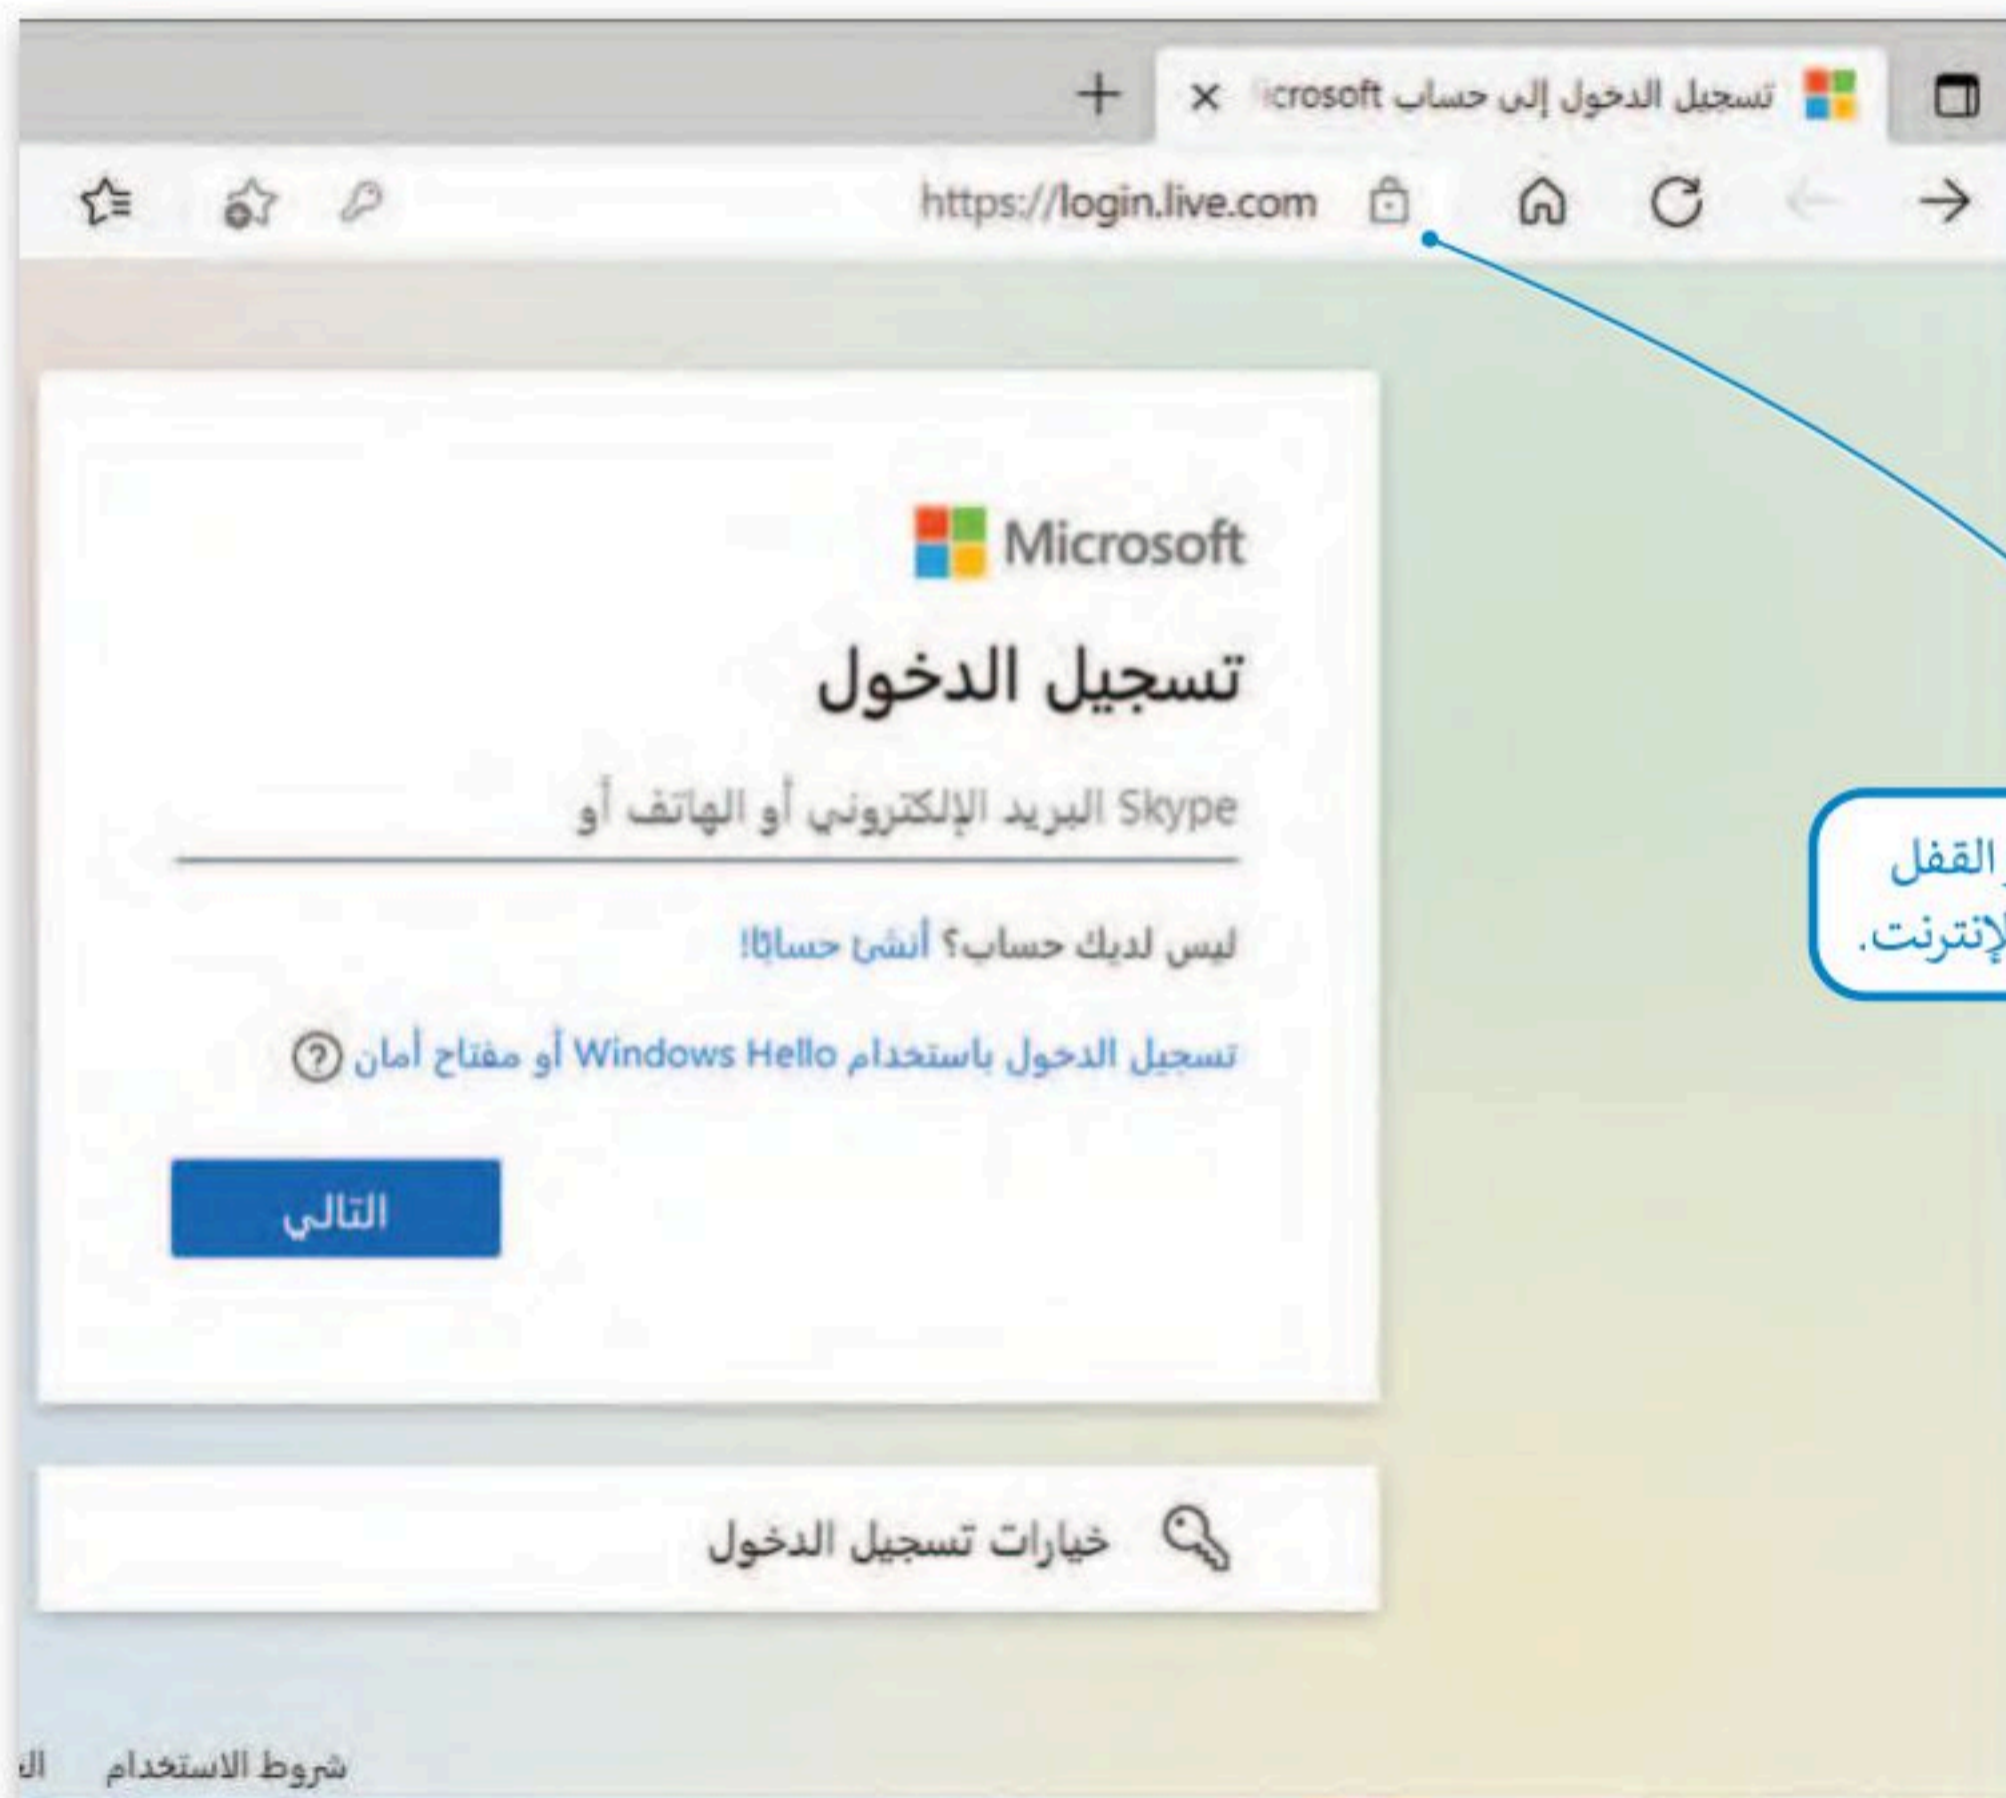 تسجيل الدخول إلى حساب icrosoft
https://login.live.com
Microsoft
تسجيل الدخول
Skype البريد الإلكتروني أو الهاتف أو
ليس لديك حساب؟ أنشئ حسابًا!
تسجيل الدخول باستخدام Windows Hello أو مفتاح أمان
التالي
خيارات تسجيل الدخول
القفل
لإنترنت.
شروط الاستخدام